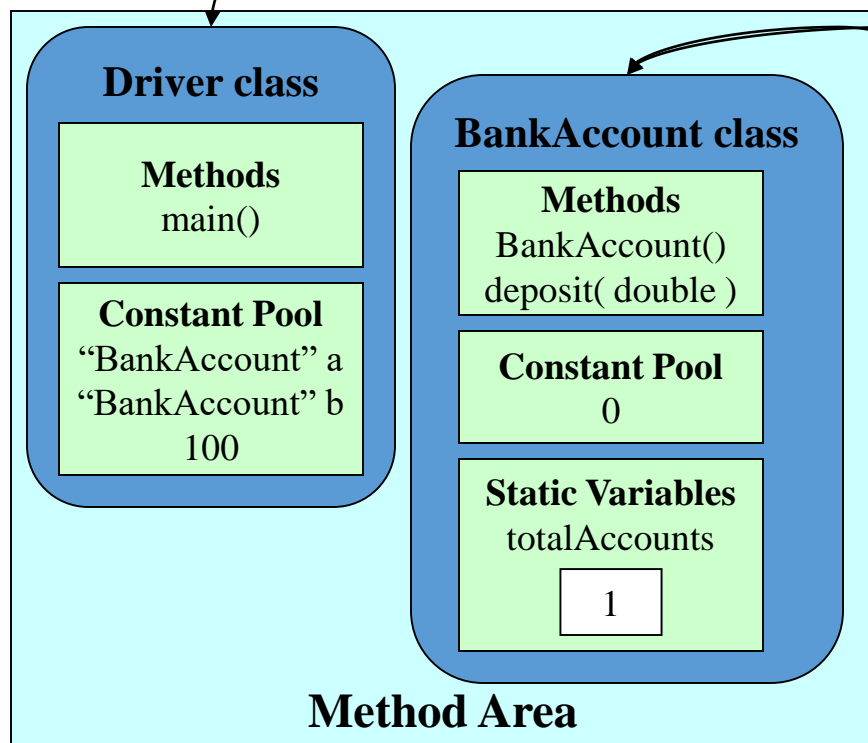 Driver class
Methods
main()
Constant Pool
“BankAccount” a
“BankAccount” b
100
BankAccount class
Methods
BankAccount()
deposit( double )
Constant Pool
0
Static Variables
totalAccounts
1
Method Area